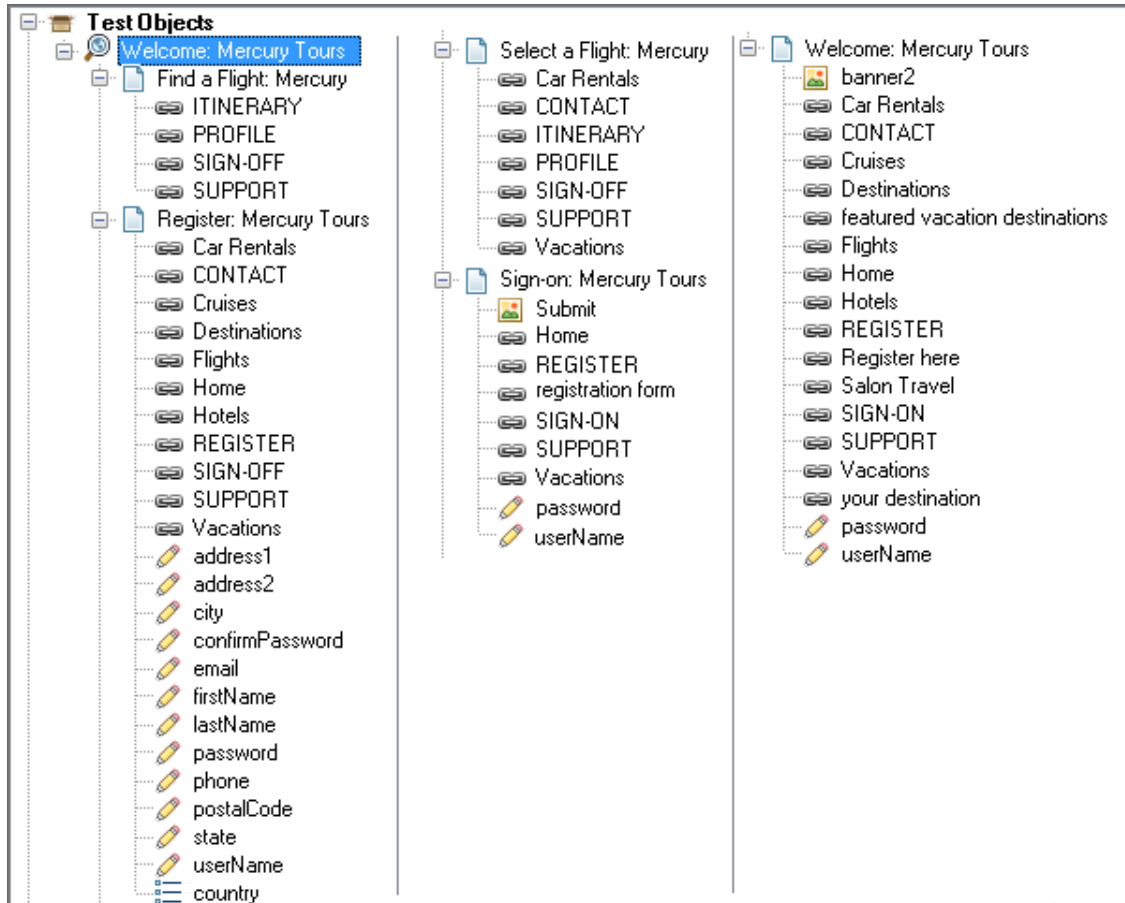 Test Objects
Welcome: Mercury Tours
Find a Flight: Mercury
ITINERARY
PROFILE
SIGN-OFF
SUPPORT
Register: Mercury Tours
Car Rentals
CONTACT
Cruises
Destinations
Flights
Home
Hotels
REGISTER
SIGN-OFF
SUPPORT
Vacations
address1
address2
city
confirmPassword
email
firstName
lastName
password
phone
postalCode
state
userName
country
Select a Flight: Mercury
Car Rentals
CONTACT
ITINERARY
PROFILE
SIGN-OFF
SUPPORT
Vacations
Sign-on: Mercury Tours
Submit
Home
REGISTER
registration form
SIGN-ON
SUPPORT
Vacations
password
userName
Welcome: Mercury Tours
banner2
Car Rentals
CONTACT
Cruises
Destinations
featured vacation destinations
Flights
Home
Hotels
REGISTER
Register here
Salon Travel
SIGN-ON
SUPPORT
Vacations
your destination
password
userName